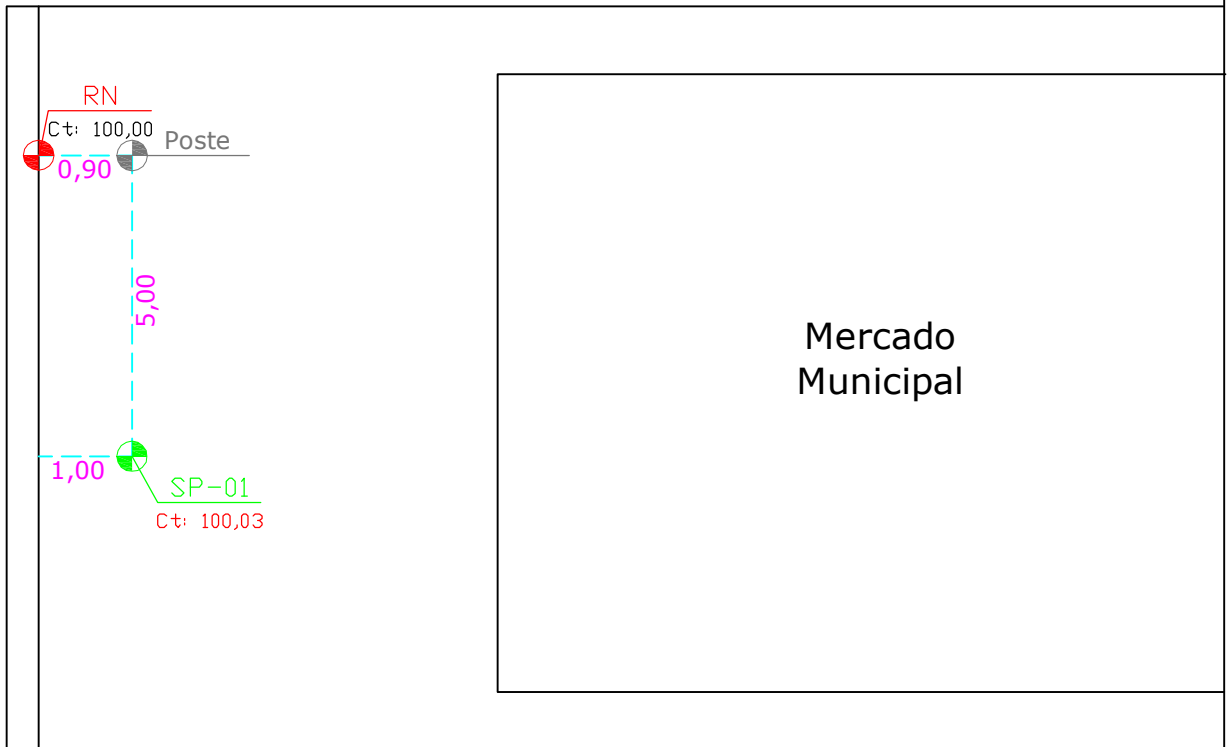 RN
Ct: 100,00
Poste
0,90
5,00
Mercado
Municipal
1,00
SP-01
Ct: 100,03